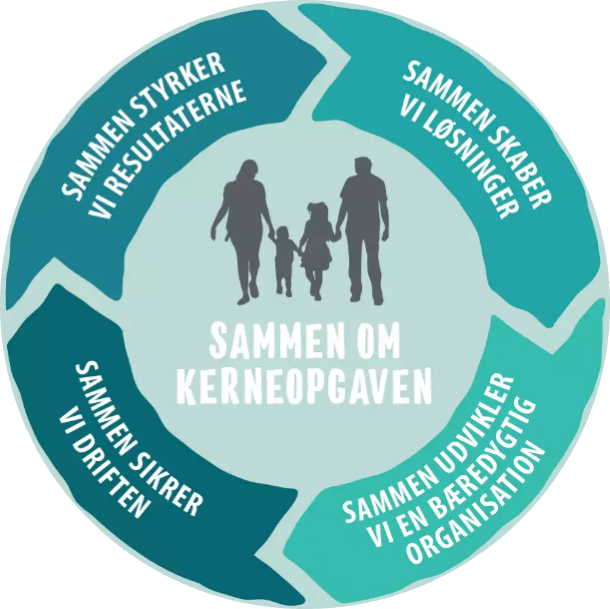 SAMMEN STYRKER
VI RESULTATERNE
SAMMEN SKABER
VI LØSNINGER
SAMMEN OM
KERNEOPGAVEN
SAMMEN SIKRER
VI DRIFTEN
SAMMEN UDVIKLER
VI EN BÆREDYGTIG
ORGANISATION